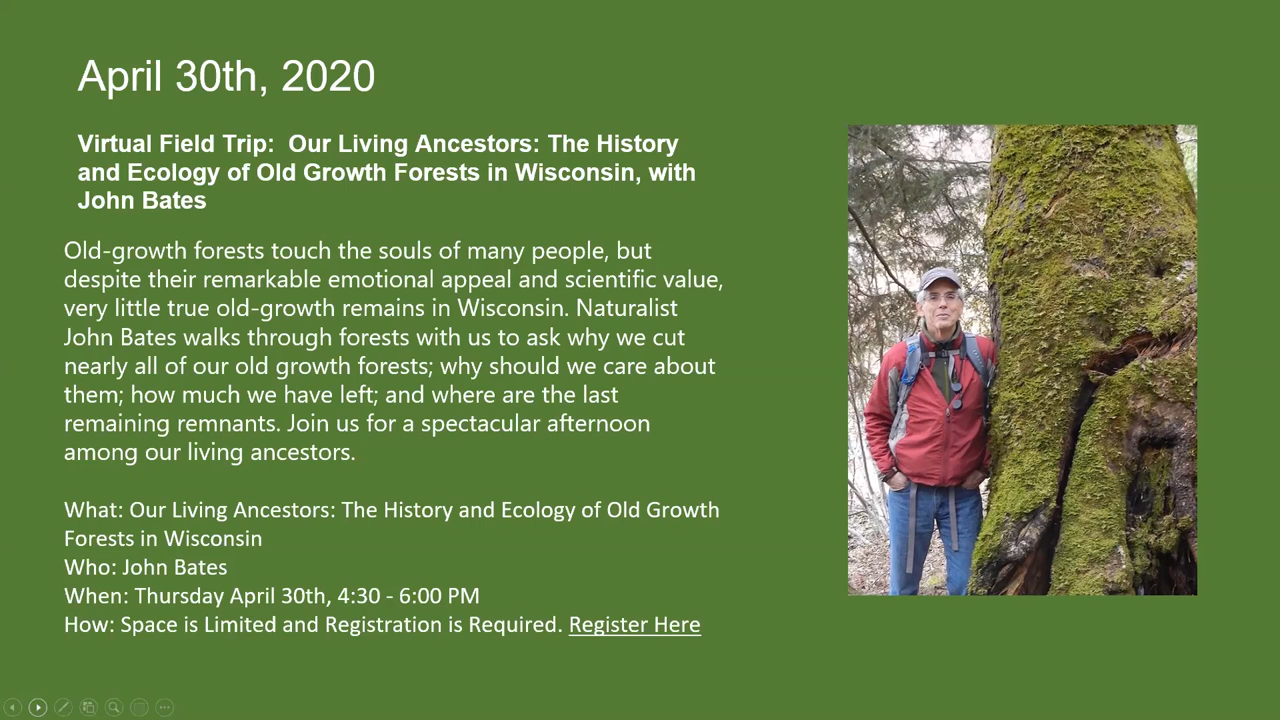 April 30th, 2020
Virtual Field Trip:  Our Living Ancestors: The History
and Ecology of Old Growth Forests in Wisconsin, with
John Bates
Old-growth forests touch the souls of many people, but
despite their remarkable emotional appeal and scientific value,
very little true old-growth remains in Wisconsin. Naturalist
John Bates walks through forests with us to ask why we cut
nearly all of our old growth forests; why should we care about
them; how much we have left; and where are the last
remaining remnants. Join us for a spectacular afternoon
among our living ancestors.
What: Our Living Ancestors: The History and Ecology of Old Growth
Forests in Wisconsin
Who: John Bates
When: Thursday April 30th, 4:30 - 6:00 PM
How: Space is Limited and Registration is Required. Register Here